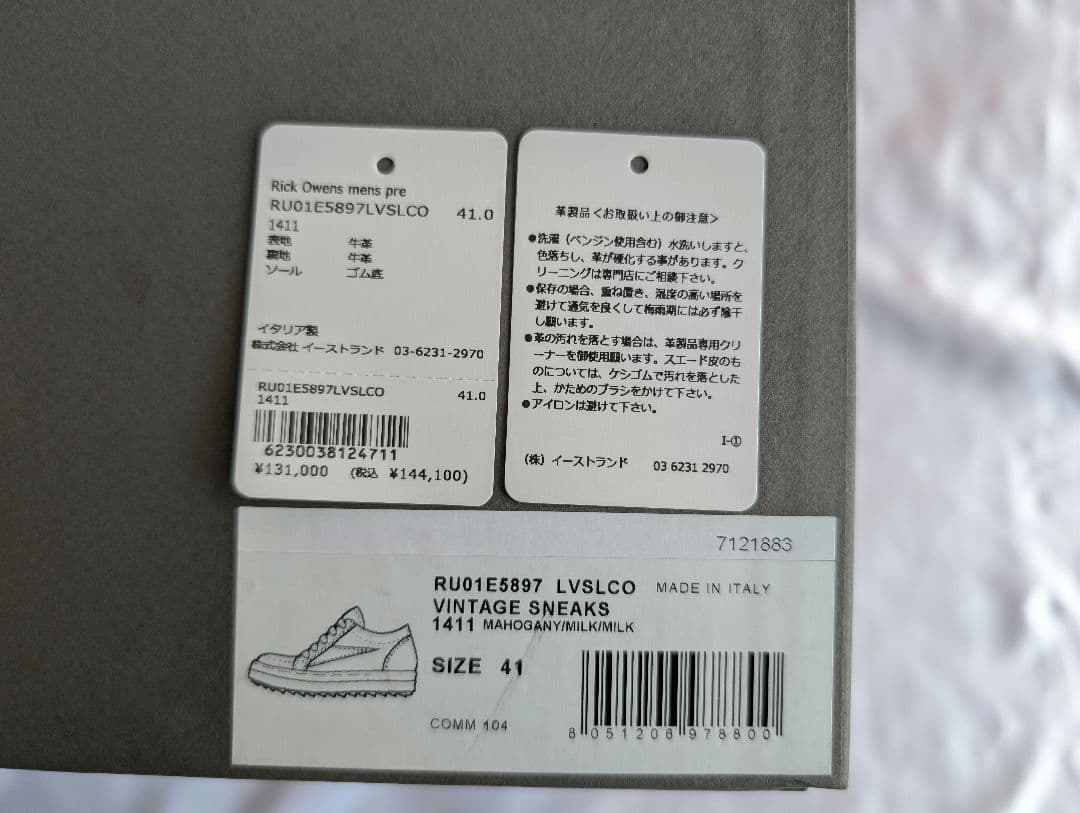 Rick Owens mens pre
RU01E5897LVSLCO 41.0
1411
表地 牛革
裏地 牛革
ソール ゴム底
イタリア製
株式会社 イーストランド 03-6231-2970
RU01E5897LVSLCO 41.0
1411
6230038124711
¥131,000 (税込 ¥144,100)
革製品<お取扱い上の御注意>
●洗濯(ベンジン使用含む)水洗いしますと、
色落ちし、革が硬化する事があります。ク
リーニングは専門店にご相談下さい。
●保存の場合、重ね置き、湿度の高い場所を
避けて通気を良くして梅雨期には必ず陰干
し願います。
●革の汚れを落とす場合は、革製品専用クリ
ーナーを御使用願います。スエード皮のも
のについては、ケシゴムで汚れを落とした
上、かためのブラシをかけて下さい。
●アイロンは避けて下さい。
I-①
(株)イーストランド 03 6231 2970
7121883
RU01E5897 LVSLCO MADE IN ITALY
VINTAGE SNEAKS
1411 MAHOGANY/MILK/MILK
SIZE 41
COMM 104
8 051208 978800